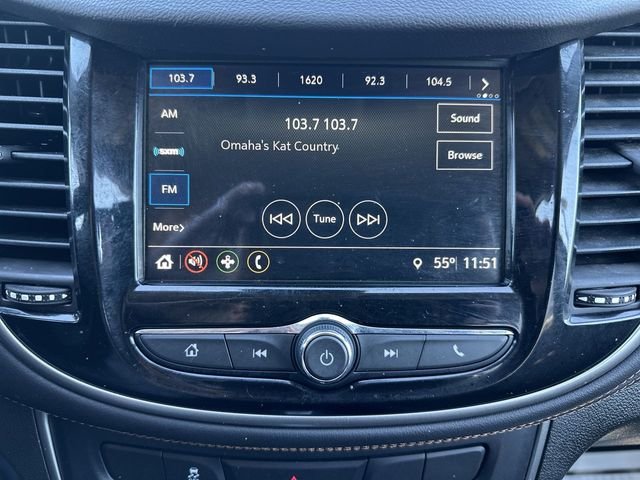 103.7 93.3 1620 92.3 104.5
AM
103.7 103.7
Sound
sxm
Omaha's Kat Country
Browse
FM
Tune
More
55° 11:51